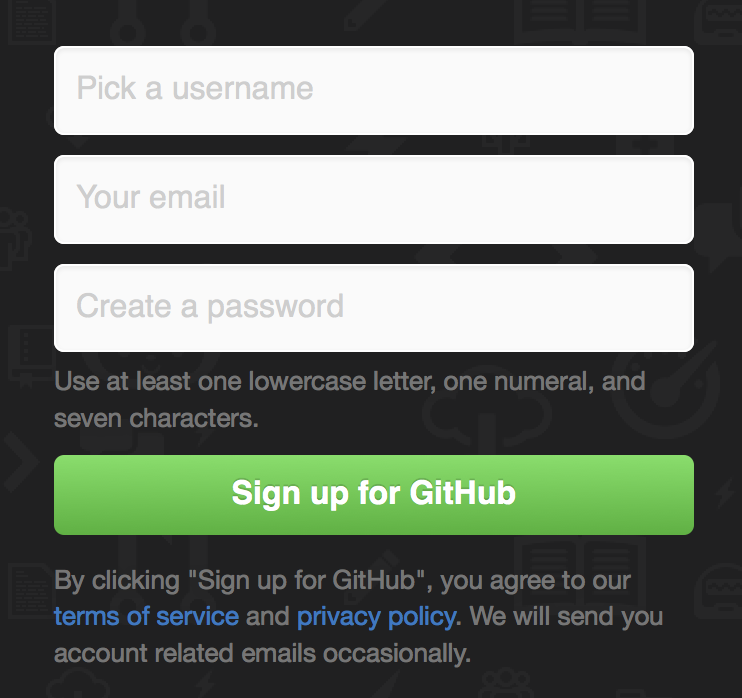 Pick a username
Your email
Create a password
Use at least one lowercase letter, one numeral, and
seven characters.
Sign up for GitHub
By clicking "Sign up for GitHub", you agree to our
terms of service and privacy policy. We will send you
account related emails occasionally.